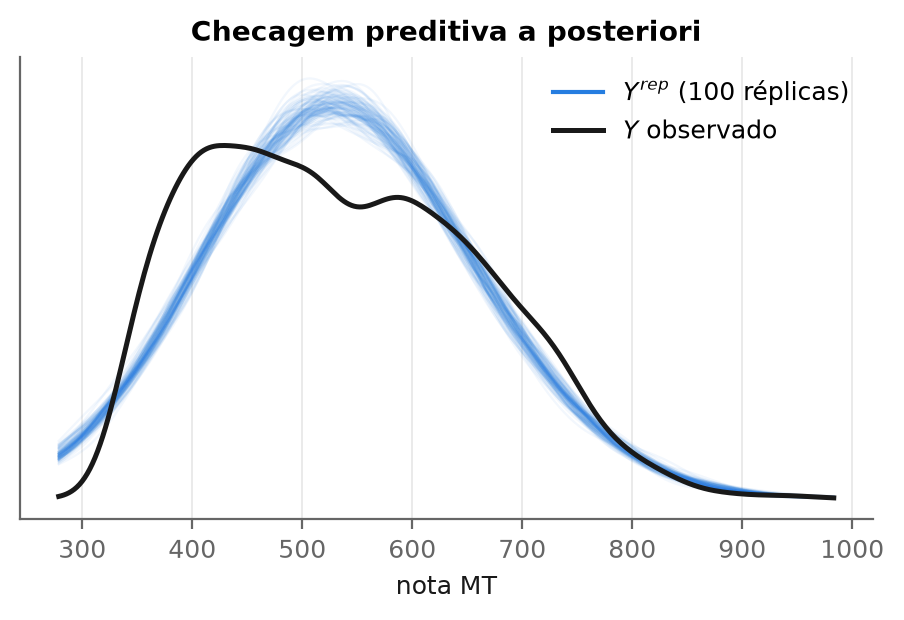 Checagem preditiva a posteriori
Y^rep (100 réplicas)
Y observado
300 400 500 600 700 800 900 1000
nota MT